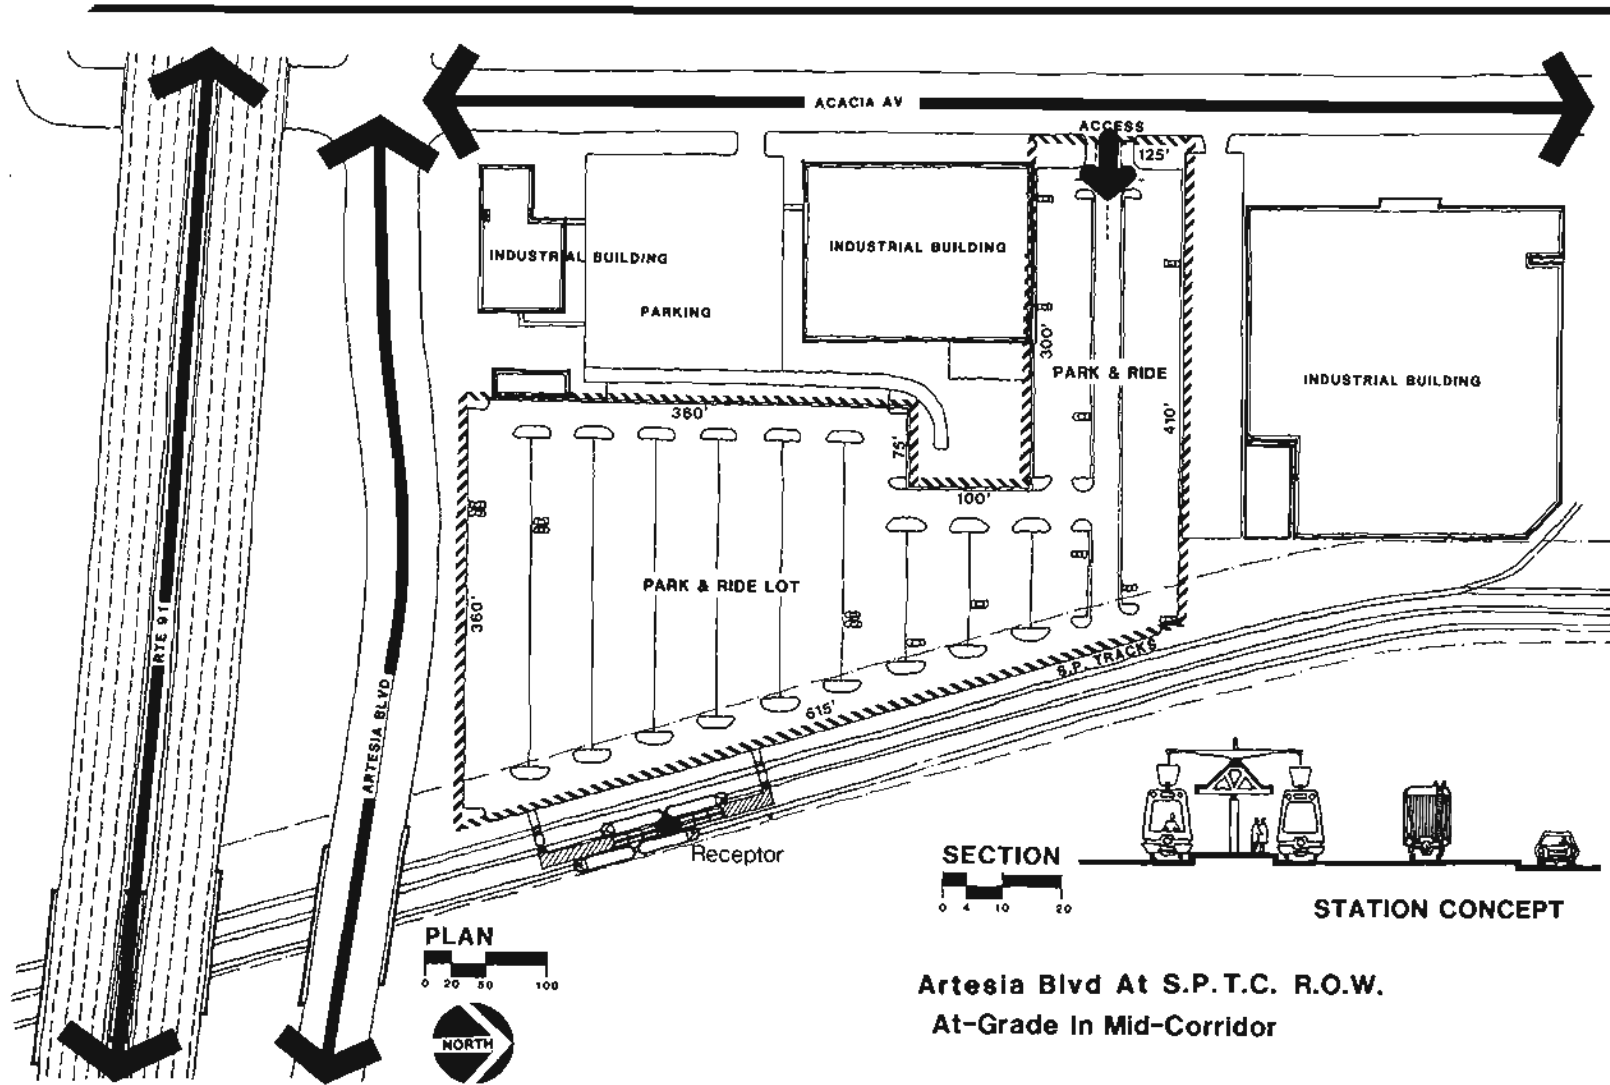 ACACIA AV
ACCESS
125'
INDUSTRIAL BUILDING
INDUSTRIAL BUILDING
PARKING
300'
PARK & RIDE
410'
INDUSTRIAL BUILDING
360'
75'
100'
PARK & RIDE LOT
360'
RTE 91
ARTESIA BLVD
S.P. TRACKS
615'
Receptor
SECTION
0 4 10 20
STATION CONCEPT
PLAN
0 20 50 100
NORTH
Artesia Blvd At S.P.T.C. R.O.W.
At-Grade In Mid-Corridor